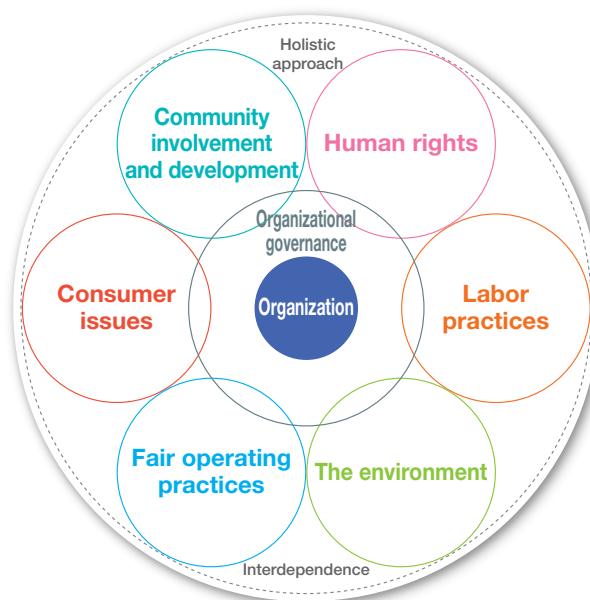 Holistic
approach
Community
involvement
and development
Human rights
Organizational
governance
Consumer
issues
Organization
Labor
practices
Fair operating
practices
The environment
Interdependence